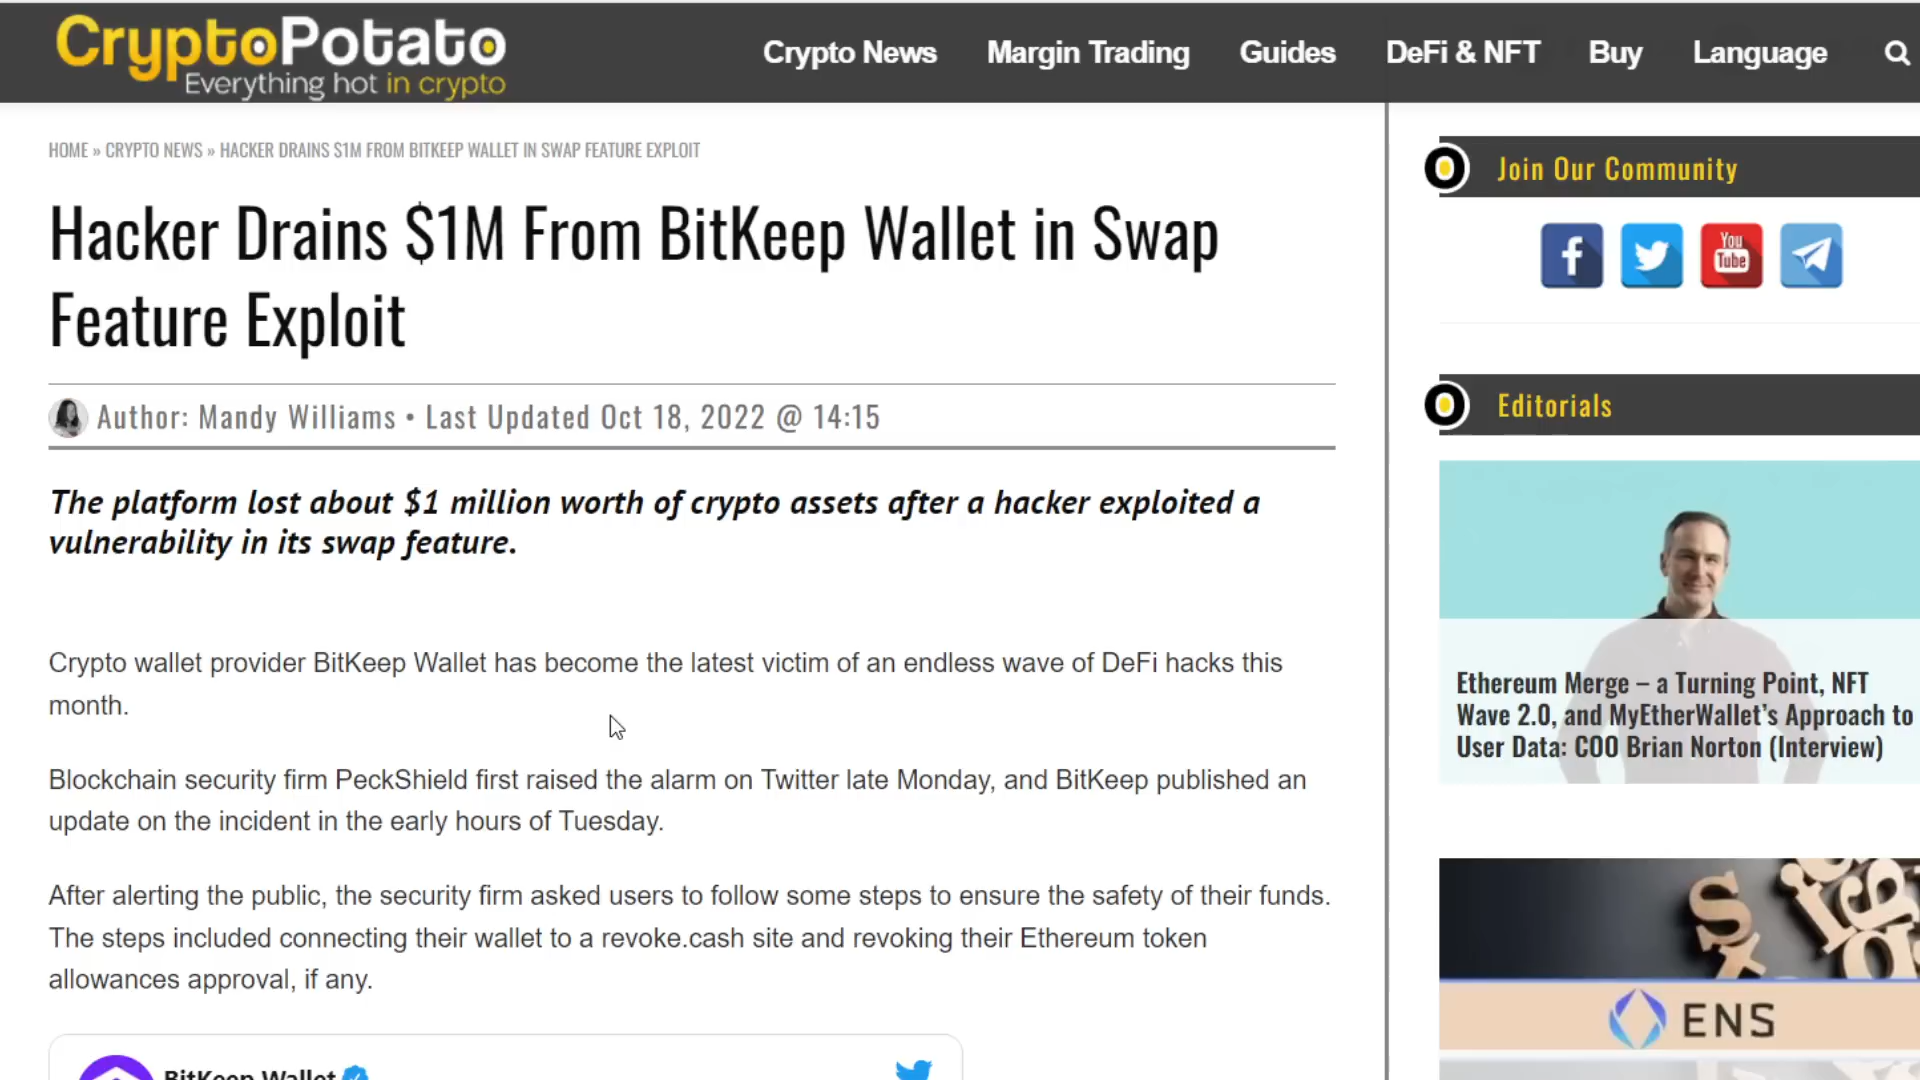 CryptoPotato
Everything hot in crypto
Crypto News Margin Trading Guides DeFi & NFT Buy Language
HOME » CRYPTO NEWS » HACKER DRAINS $1M FROM BITKEEP WALLET IN SWAP FEATURE EXPLOIT
Hacker Drains $1M From BitKeep Wallet in Swap
Feature Exploit
Author: Mandy Williams • Last Updated Oct 18, 2022 @ 14:15
The platform lost about $1 million worth of crypto assets after a hacker exploited a
vulnerability in its swap feature.
Crypto wallet provider BitKeep Wallet has become the latest victim of an endless wave of DeFi hacks this
month.
Blockchain security firm PeckShield first raised the alarm on Twitter late Monday, and BitKeep published an
update on the incident in the early hours of Tuesday.
After alerting the public, the security firm asked users to follow some steps to ensure the safety of their funds.
The steps included connecting their wallet to a revoke.cash site and revoking their Ethereum token
allowances approval, if any.
BitKeep Wallet
Join Our Community
You
Tube
Editorials
Ethereum Merge – a Turning Point, NFT
Wave 2.0, and MyEtherWallet's Approach to
User Data: COO Brian Norton (Interview)
ENS